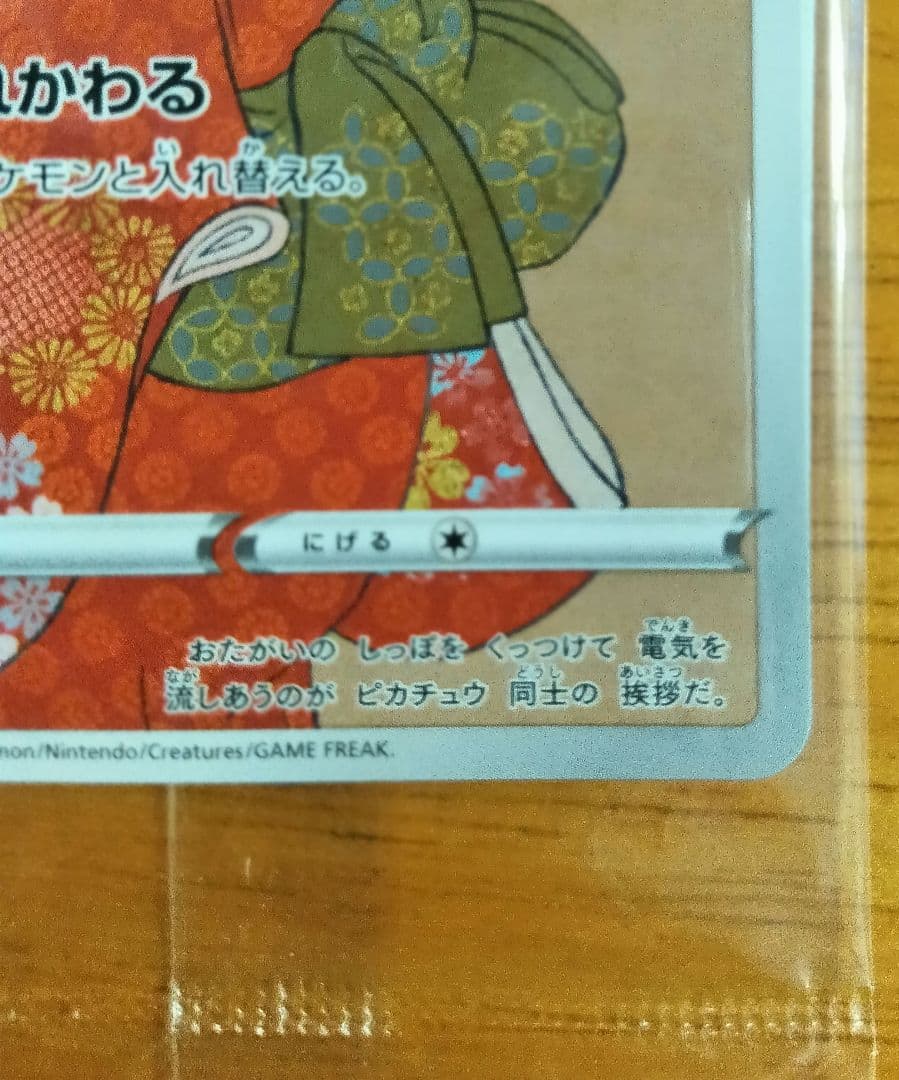 れかわる
ケモンと入れ替える。
にげる
おたがいの しっぽを くっつけて 電気を
流しあうのが ピカチュウ 同士の 挨拶だ。
mon/Nintendo/Creatures/GAME FREAK.